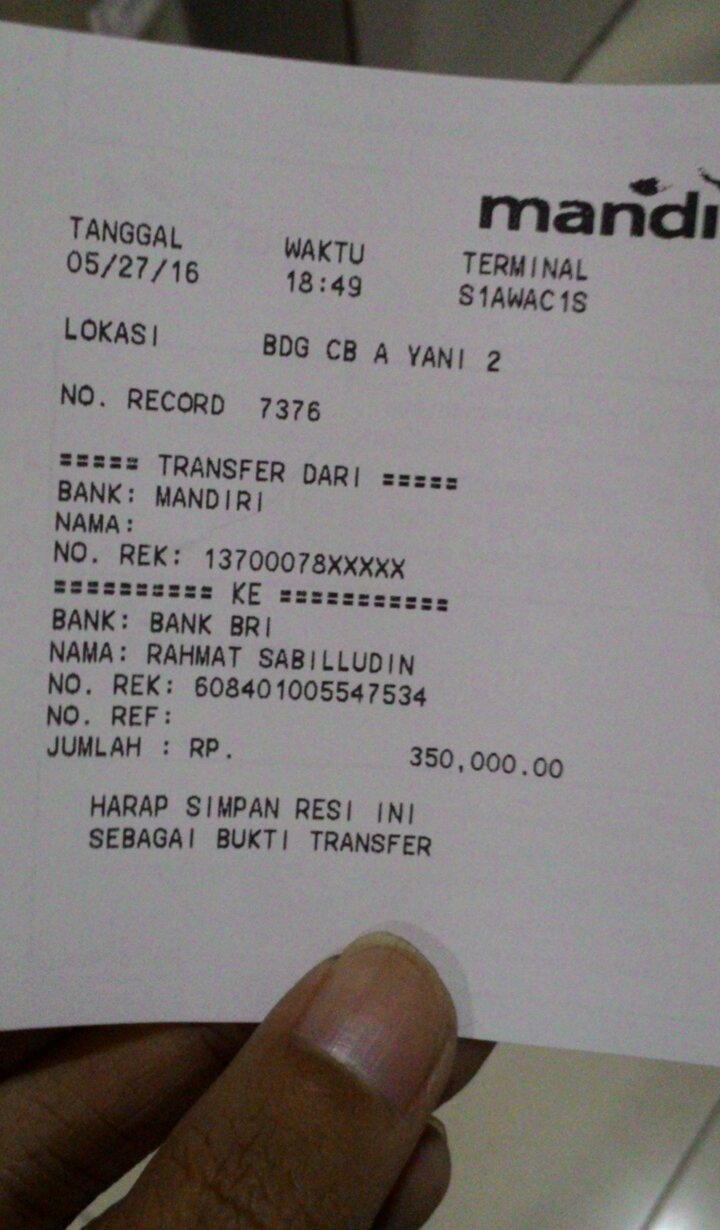 mandi
TANGGAL WAKTU TERMINAL
05/27/16 18:49 S1AWAC1S
LOKASI BDG CB A YANI 2
NO. RECORD 7376
===== TRANSFER DARI =====
BANK: MANDIRI
NAMA:
NO. REK: 13700078XXXXX
========== KE ===========
BANK: BANK BRI
NAMA: RAHMAT SABILLUDIN
NO. REK: 608401005547534
NO. REF:
JUMLAH : RP. 350,000.00
HARAP SIMPAN RESI INI
SEBAGAI BUKTI TRANSFER